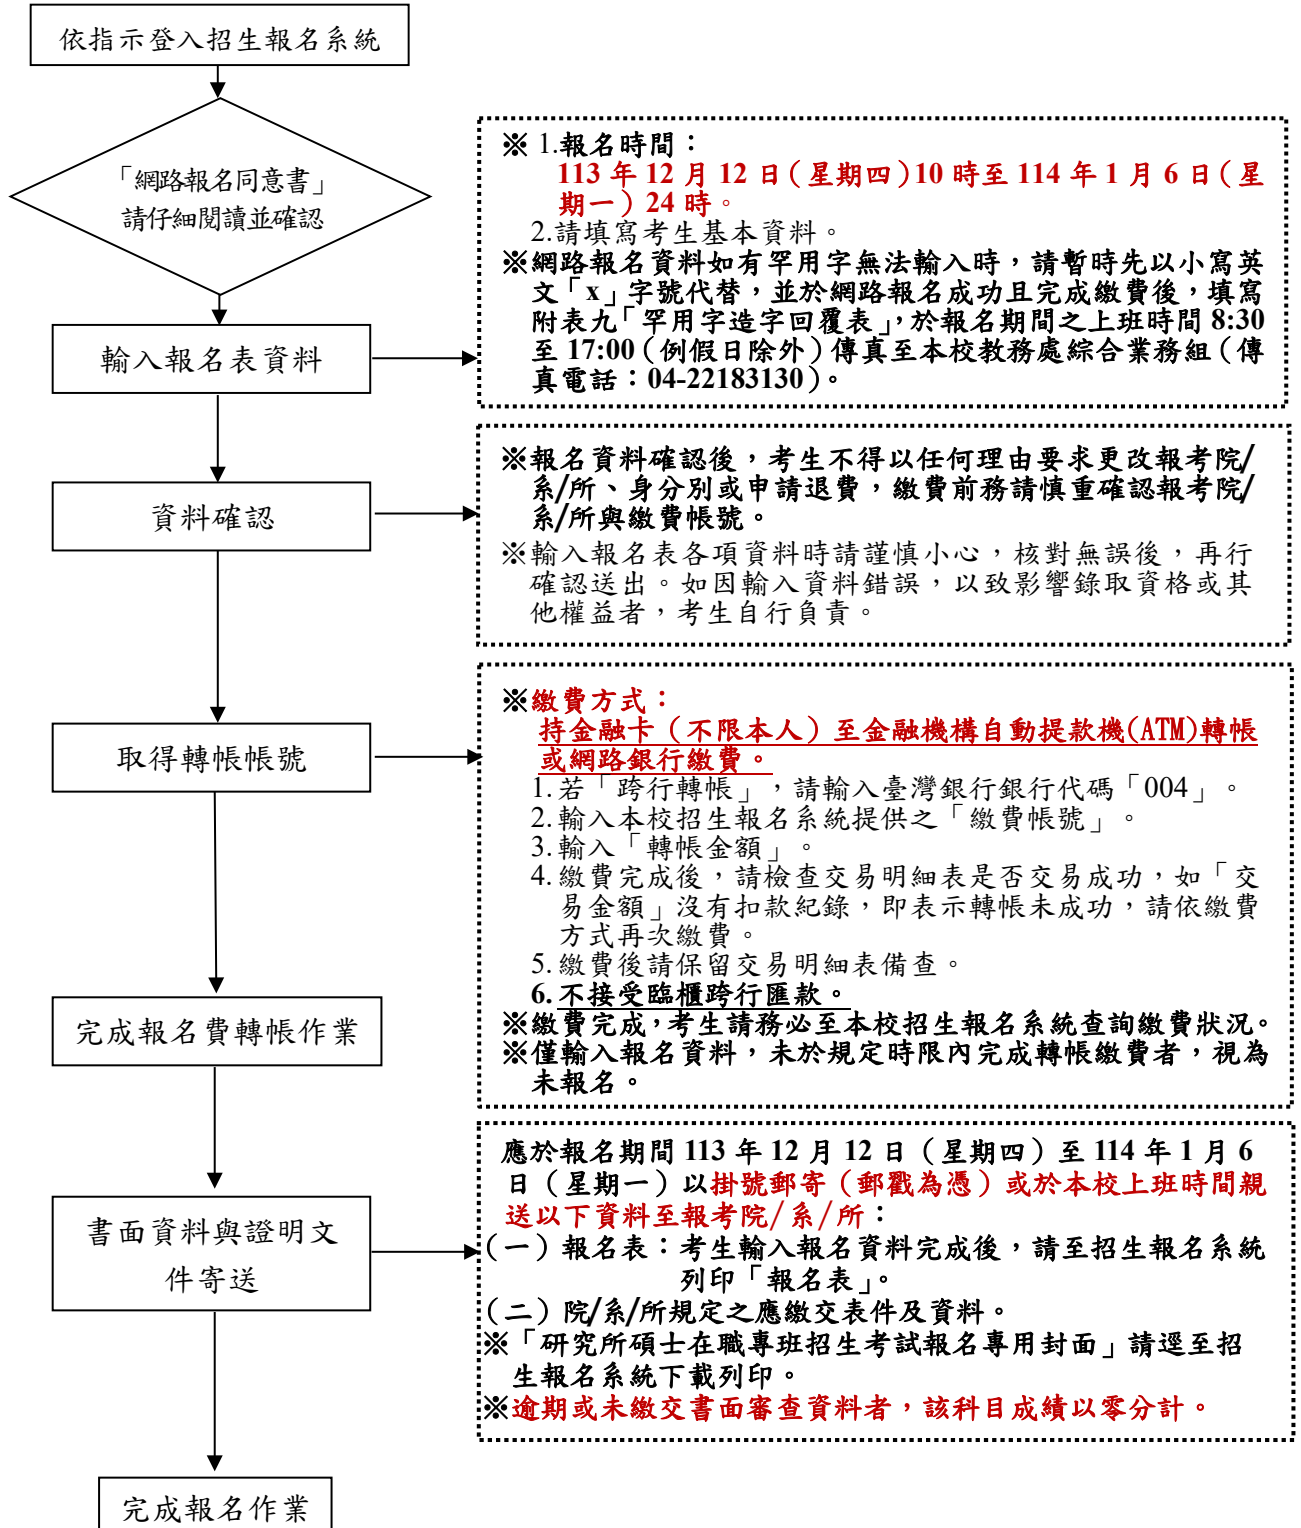 依指示登入招生報名系統
「網路報名同意書」
請仔細閱讀並確認
輸入報名表資料
※ 1.報名時間：
113 年 12 月 12 日（星期四）10 時至 114 年 1 月 6 日（星
期一）24 時。
2.請填寫考生基本資料。
※網路報名資料如有罕用字無法輸入時，請暫時先以小寫英
文「x」字號代替，並於網路報名成功且完成繳費後，填寫
附表九「罕用字造字回覆表」，於報名期間之上班時間 8:30
至 17:00（例假日除外）傳真至本校教務處綜合業務組（傳
真電話：04-22183130）。
資料確認
※報名資料確認後，考生不得以任何理由要求更改報考院/
系/所、身分別或申請退費，繳費前務請慎重確認報考院/
系/所與繳費帳號。
※輸入報名表各項資料時請謹慎小心，核對無誤後，再行
確認送出。如因輸入資料錯誤，以致影響錄取資格或其
他權益者，考生自行負責。
取得轉帳帳號
※繳費方式：
持金融卡（不限本人）至金融機構自動提款機(ATM)轉帳
或網路銀行繳費。
1.若「跨行轉帳」，請輸入臺灣銀行銀行代碼「004」。
2.輸入本校招生報名系統提供之「繳費帳號」。
3.輸入「轉帳金額」。
4.繳費完成後，請檢查交易明細表是否交易成功，如「交
易金額」沒有扣款紀錄，即表示轉帳未成功，請依繳費
方式再次繳費。
5.繳費後請保留交易明細表備查。
6.不接受臨櫃跨行匯款。
※繳費完成，考生請務必至本校招生報名系統查詢繳費狀況。
※僅輸入報名資料，未於規定時限內完成轉帳繳費者，視為
未報名。
完成報名費轉帳作業
書面資料與證明文
件寄送
應於報名期間 113 年 12 月 12 日（星期四）至 114 年 1 月 6
日（星期一）以掛號郵寄（郵戳為憑）或於本校上班時間親
送以下資料至報考院/系/所：
（一）報名表：考生輸入報名資料完成後，請至招生報名系統
列印「報名表」。
（二）院/系/所規定之應繳交表件及資料。
※「研究所碩士在職專班招生考試報名專用封面」請逕至招
生報名系統下載列印。
※逾期或未繳交書面審查資料者，該科目成績以零分計。
完成報名作業